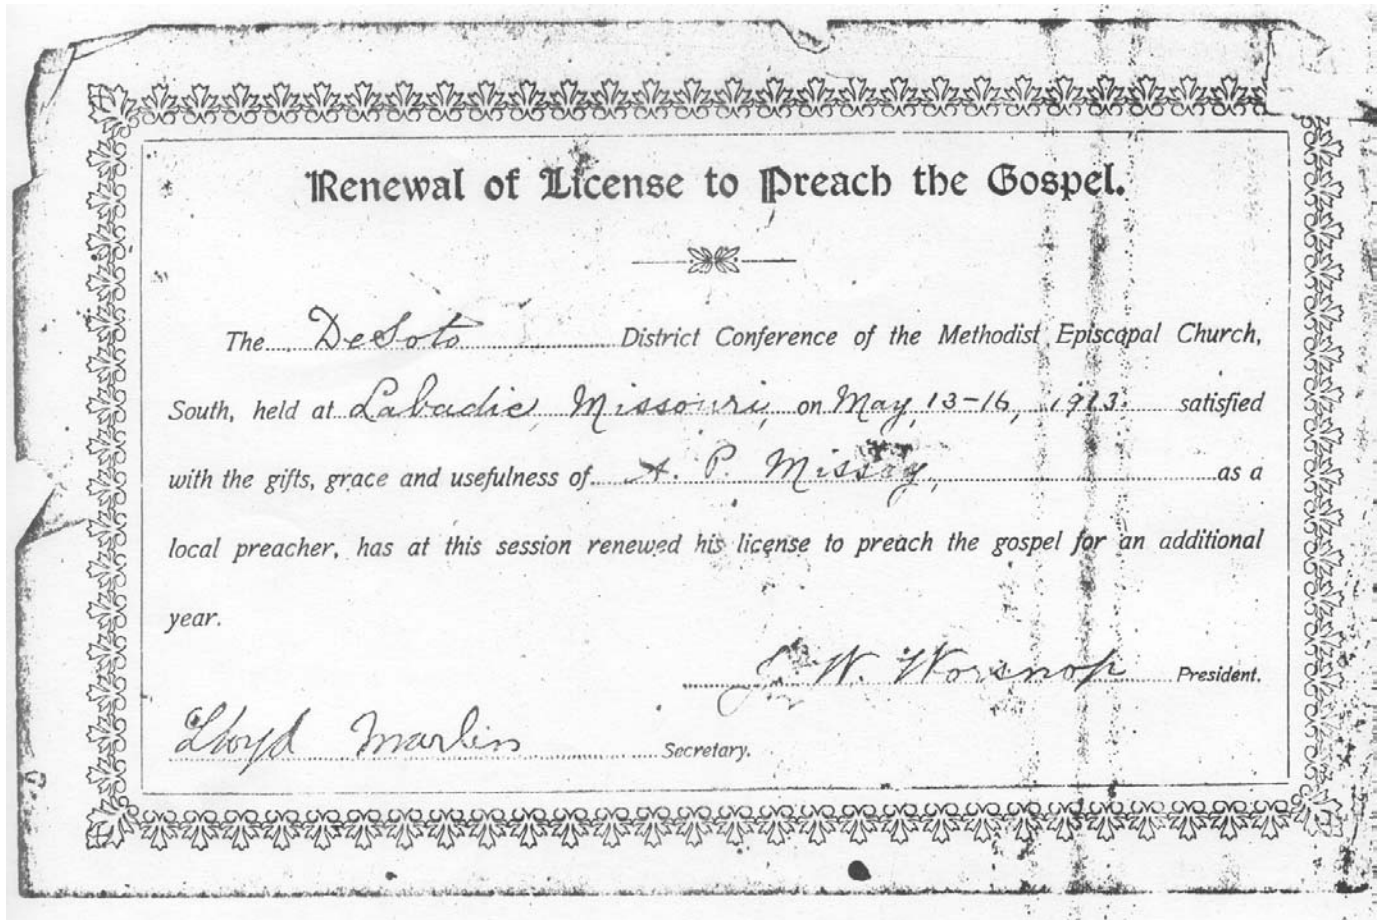 Renewal of License to Preach the Gospel.
The DeSoto District Conference of the Methodist Episcopal Church,
South, held at Labadie, Missouri, on May, 13-16, 1913. satisfied
with the gifts, grace and usefulness of A. P. Missey, as a
local preacher, has at this session renewed his license to preach the gospel for an additional
year.
J. W. Worsnop President.
Lloyd Marlin Secretary.